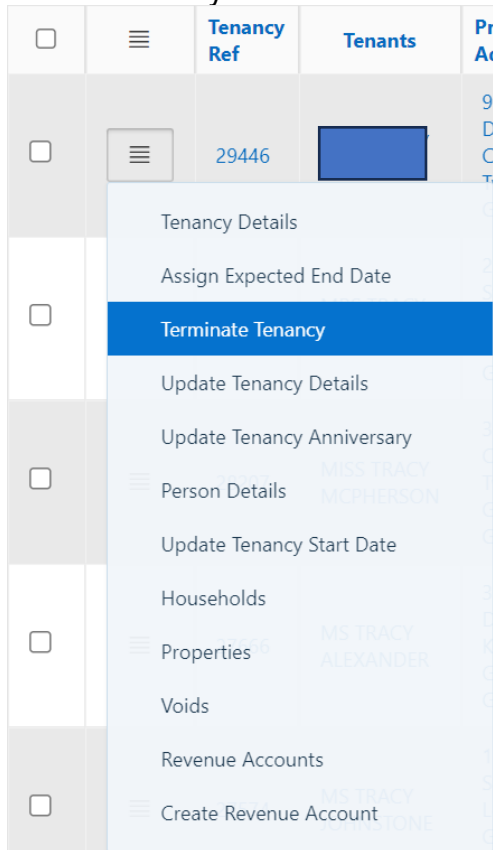 Tenancy
Ref
Tenants
29446
Tenancy Details
Assign Expected End Date
Terminate Tenancy
Update Tenancy Details
Update Tenancy Anniversary
MISS TRACY
MCPHERSON
Person Details
Update Tenancy Start Date
Households
MS TRACY
ALEXANDER
Properties
Voids
Revenue Accounts
MS TRACY
JOHNSTONE
Create Revenue Account